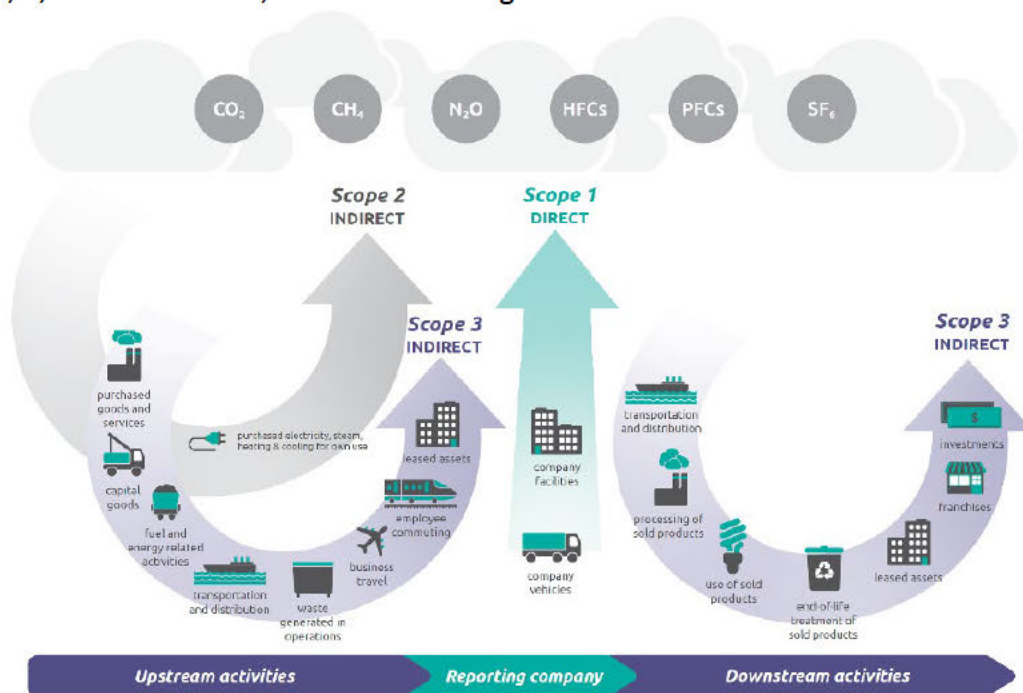 CO₂
CH₄
N₂O
HFCs
PFCs
SF₆
Scope 2
INDIRECT
Scope 1
DIRECT
Scope 3
INDIRECT
Scope 3
INDIRECT
purchased
goods and
services
capital
goods
fuel and
energy related
activities
transportation
and distribution
waste
generated in
operations
business
travel
employee
commuting
leased assets
purchased electricity, steam,
heating & cooling for own use
company
facilities
company
vehicles
transportation
and distribution
processing of
sold products
use of sold
products
end-of-life
treatment of
sold products
leased assets
franchises
$
investments
Upstream activities
Reporting company
Downstream activities